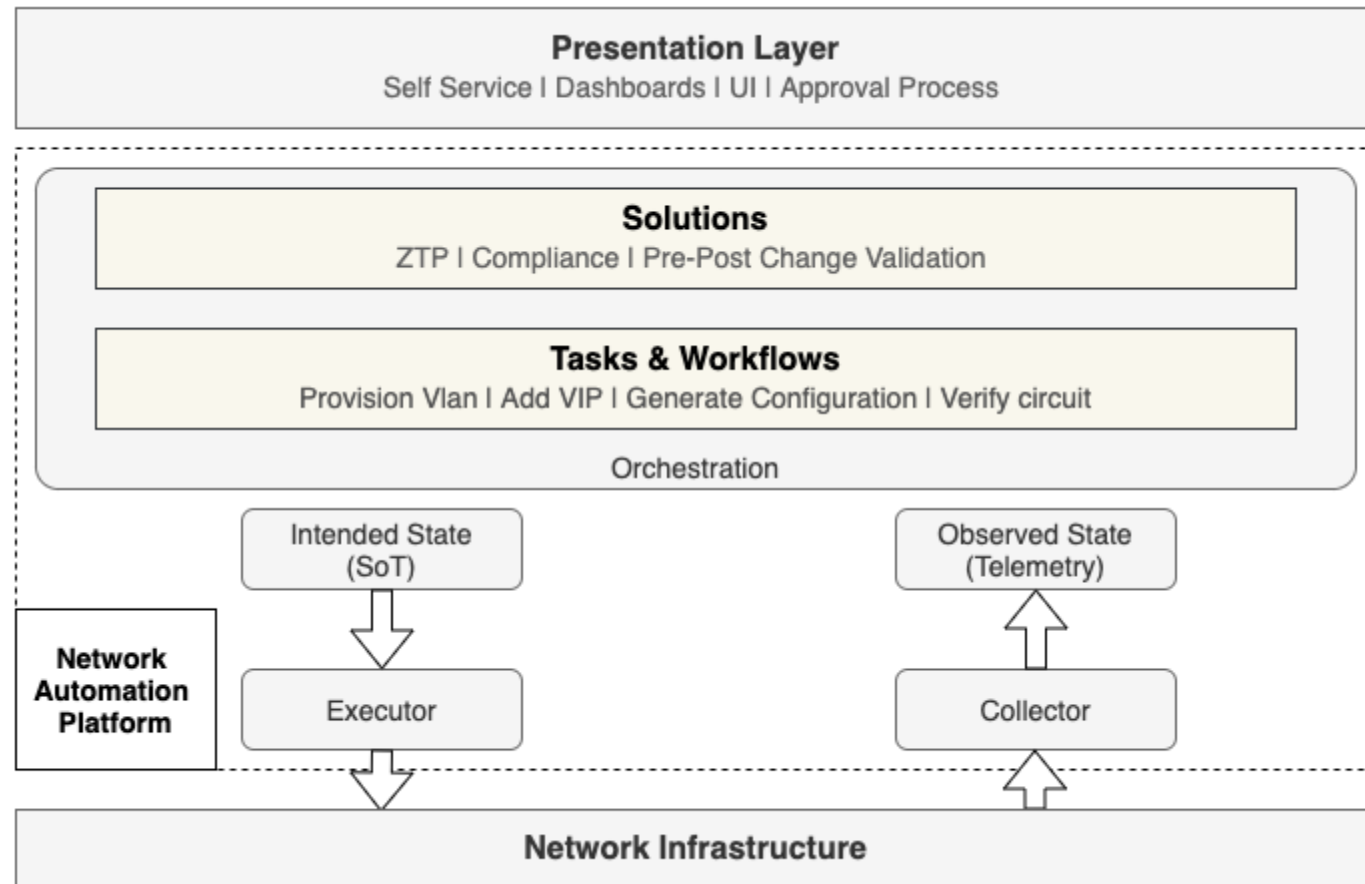 Presentation Layer
Self Service | Dashboards | UI | Approval Process
Solutions
ZTP | Compliance | Pre-Post Change Validation
Tasks & Workflows
Provision Vlan | Add VIP | Generate Configuration | Verify circuit
Orchestration
Intended State
(SoT)
Observed State
(Telemetry)
Network
Automation
Platform
Executor
Collector
Network Infrastructure